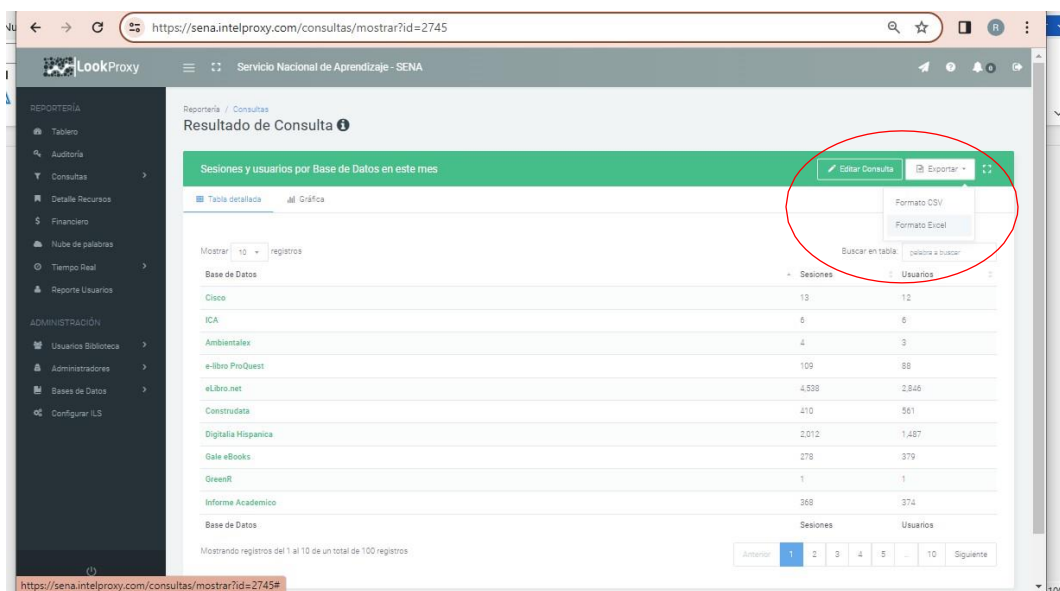 https://sena.intelproxy.com/consultas/mostrar?id=2745
R
LookProxy
Servicio Nacional de Aprendizaje - SENA
0
REPORTERÍA
Tablero
Auditoría
Consultas
Detalle Recursos
Financiero
Nube de palabras
Tiempo Real
Reporte Usuarios
ADMINISTRACIÓN
Usuarios Biblioteca
Administradores
Bases de Datos
Configurar ILS
Reportería / Consultas
Resultado de Consulta
Sesiones y usuarios por Base de Datos en este mes
Editar Consulta
Exportar
Formato CSV
Formato Excel
Tabla detallada Gráfica
Mostrar 10 registros
Buscar en tabla: palabra a buscar
Base de Datos Sesiones Usuarios
Cisco 13 12
ICA 6 6
Ambientalex 4 3
e-libro ProQuest 109 88
eLibro.net 4,538 2,846
Construdata 410 561
Digitalia Hispanica 2,012 1,487
Gale eBooks 278 379
GreenR 1 1
Informe Academico 368 374
Base de Datos Sesiones Usuarios
Mostrando registros del 1 al 10 de un total de 100 registros
Anterior 1 2 3 4 5 ... 10 Siguiente
https://sena.intelproxy.com/consultas/mostrar?id=2745#